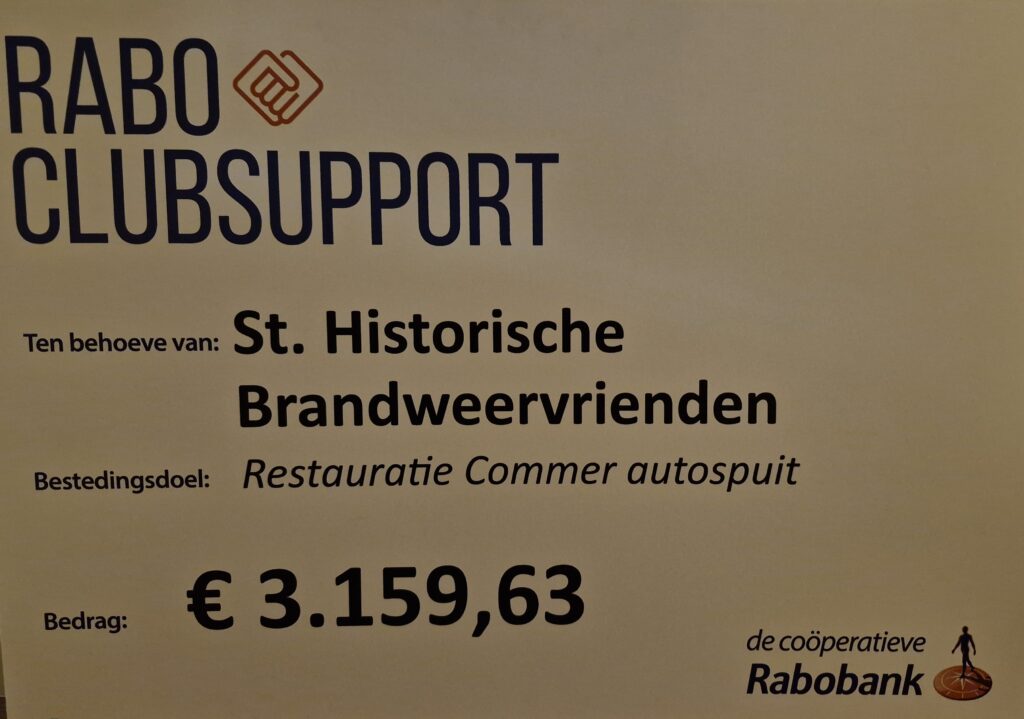 RABO
CLUBSUPPORT
Ten behoeve van: St. Historische
Brandweervrienden
Bestedingsdoel: Restauratie Commer autospuit
Bedrag: € 3.159,63
de coöperatieve
Rabobank